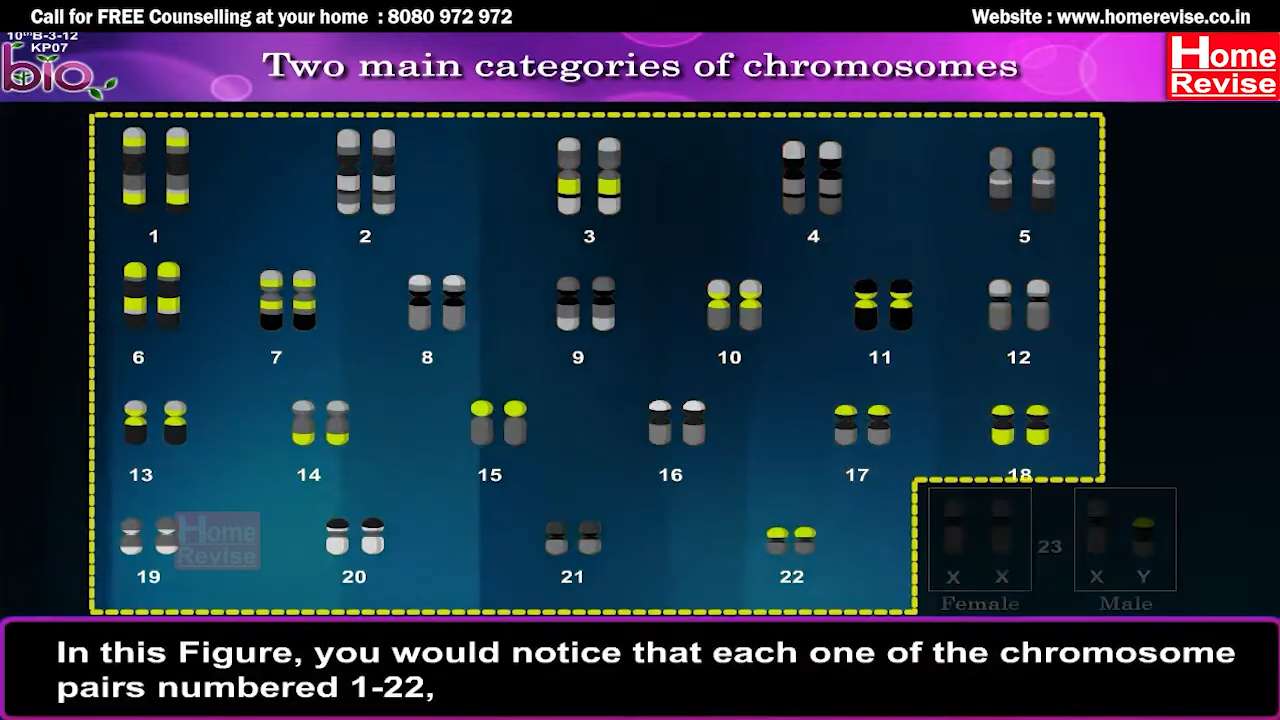 Call for FREE Counselling at your home : 8080 972 972
Website : www.homerevise.co.in
10ᵗʰB-3-12
KP07
bio
Two main categories of chromosomes
Home
Revise
1 2 3 4 5
6 7 8 9 10 11 12
13 14 15 16 17 18
Home
Revise
19 20 21 22
23
X X X Y
Female Male
In this Figure, you would notice that each one of the chromosome
pairs numbered 1-22,